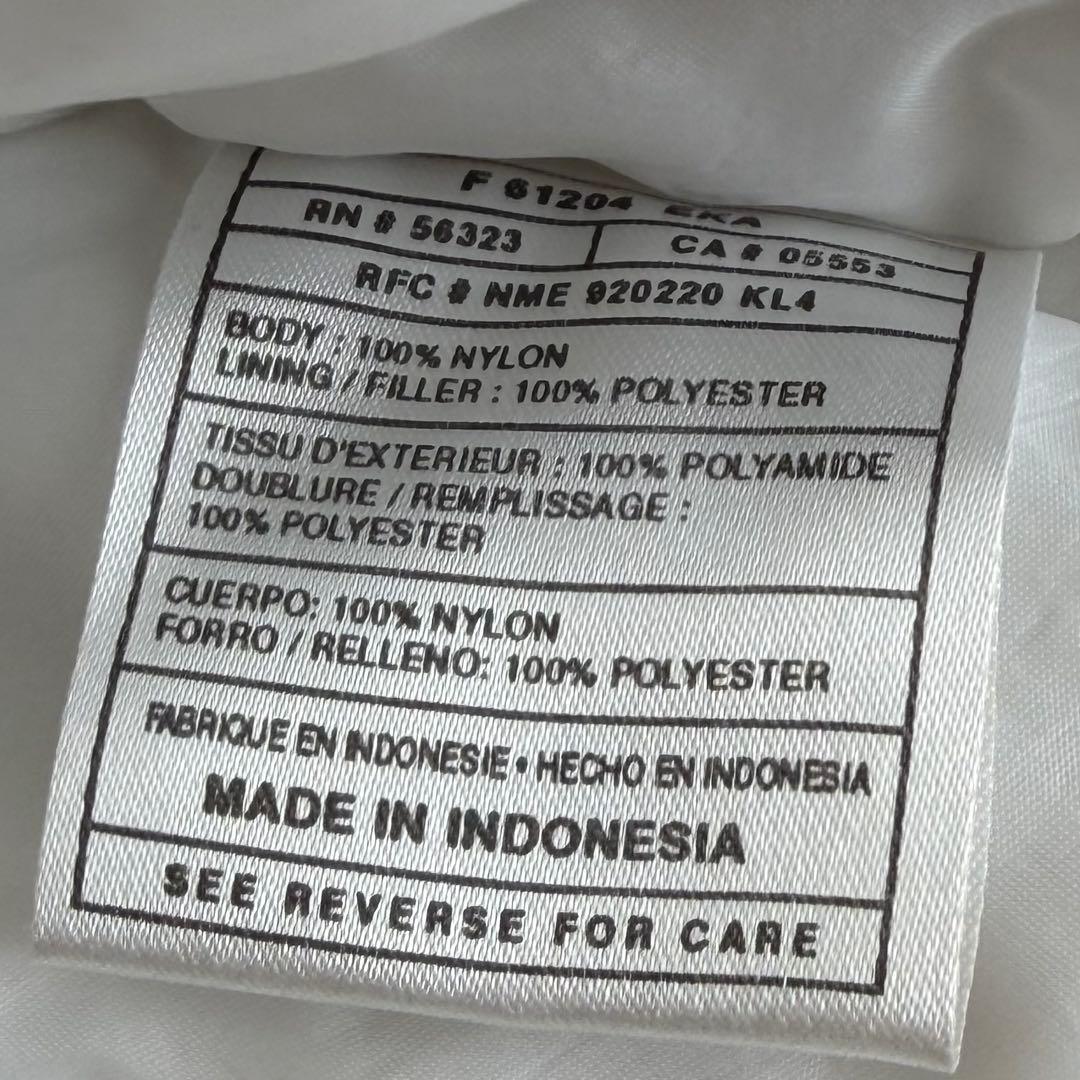 F 61204 EKA
RN # 56323 CA # 05553
RFC # NME 920220 KL4
BODY : 100% NYLON
LINING / FILLER : 100% POLYESTER
TISSU D'EXTERIEUR : 100% POLYAMIDE
DOUBLURE / REMPLISSAGE :
100% POLYESTER
CUERPO: 100% NYLON
FORRO / RELLENO: 100% POLYESTER
FABRIQUE EN INDONESIE • HECHO EN INDONESIA
MADE IN INDONESIA
SEE REVERSE FOR CARE